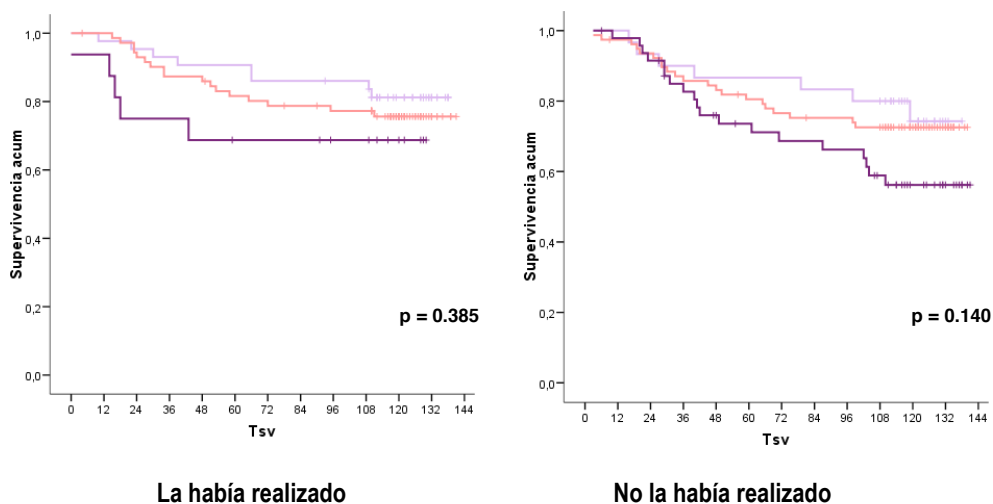 Supervivencia acum
1,0
0,8
0,6
0,4
0,2
0,0
p = 0.385
0 12 24 36 48 60 72 84 96 108 120 132 144
Tsv
La había realizado
Supervivencia acum
1,0
0,8
0,6
0,4
0,2
0,0
p = 0.140
0 12 24 36 48 60 72 84 96 108 120 132 144
Tsv
No la había realizado